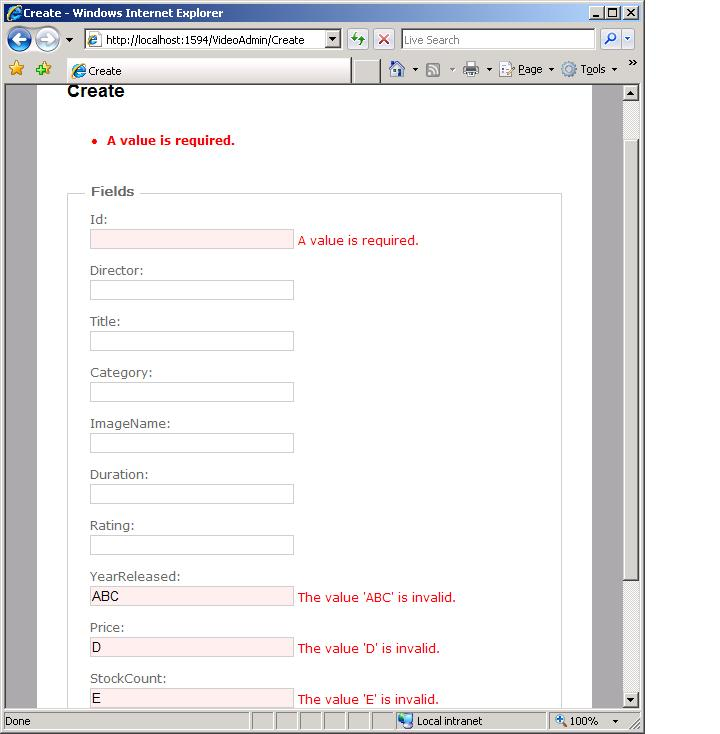 Create - Windows Internet Explorer
http://localhost:1594/VideoAdmin/Create
Live Search
Create
Page
Tools
»
Create
• A value is required.
Fields
Id:
A value is required.
Director:
Title:
Category:
ImageName:
Duration:
Rating:
YearReleased:
ABC The value 'ABC' is invalid.
Price:
D The value 'D' is invalid.
StockCount:
E The value 'E' is invalid.
Done Local intranet 100%